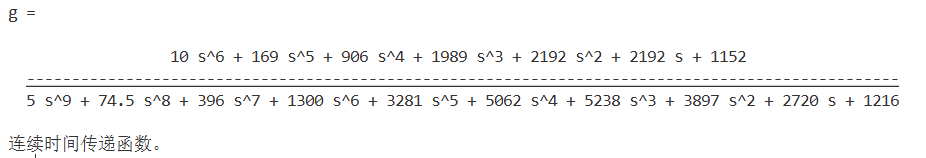 g =
10 s^6 + 169 s^5 + 906 s^4 + 1989 s^3 + 2192 s^2 + 2192 s + 1152
-----------------------------------------------------------------------------------------------
5 s^9 + 74.5 s^8 + 396 s^7 + 1300 s^6 + 3281 s^5 + 5062 s^4 + 5238 s^3 + 3897 s^2 + 2720 s + 1216
连续时间传递函数。